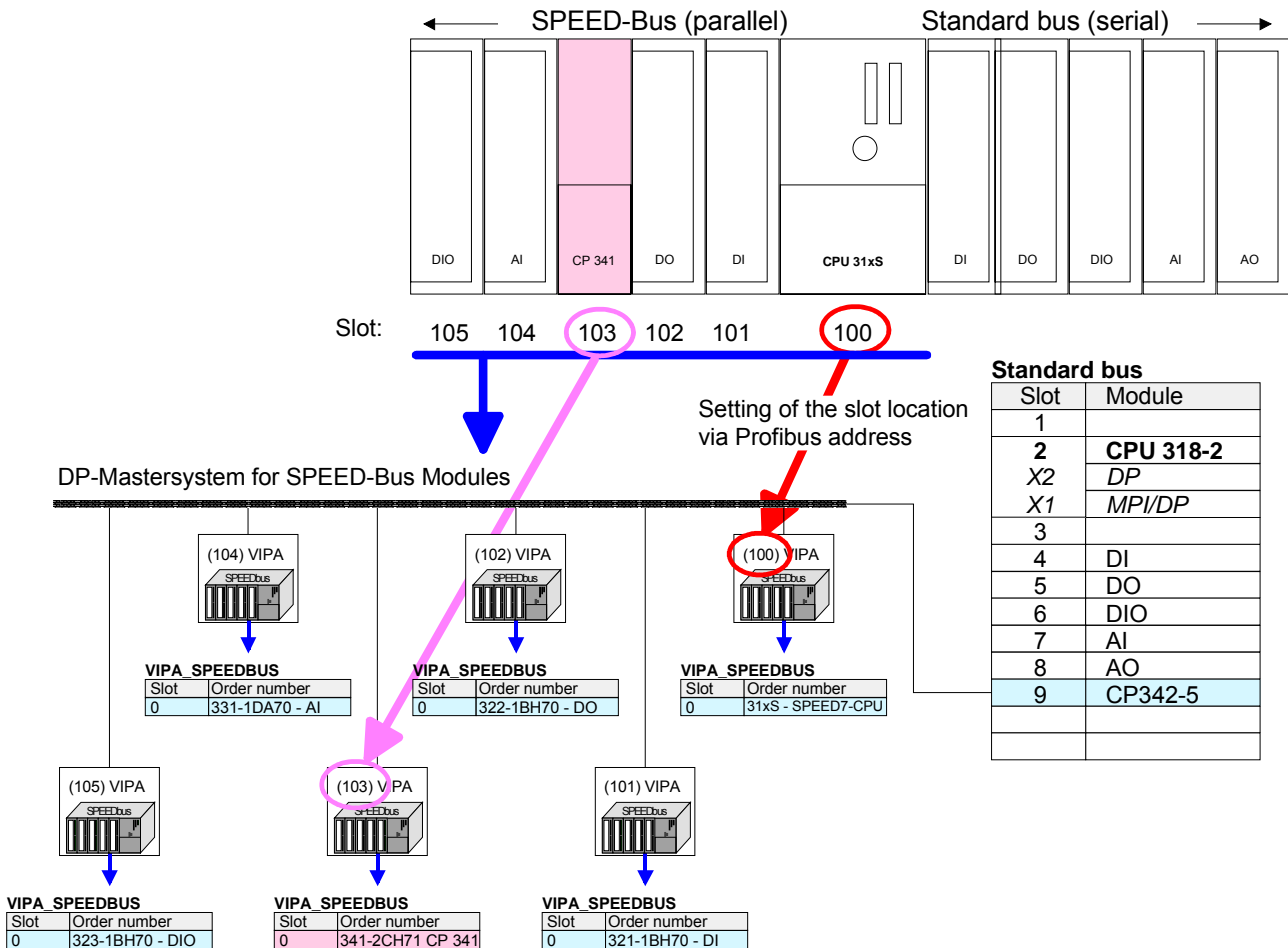 SPEED-Bus (parallel) Standard bus (serial)
DIO AI CP 341 DO DI CPU 31xS DI DO DIO AI AO
Slot: 105 104 103 102 101 100
Setting of the slot location
via Profibus address
Standard bus
Slot Module
1
2 CPU 318-2
X2 DP
X1 MPI/DP
3
4 DI
5 DO
6 DIO
7 AI
8 AO
9 CP342-5
DP-Mastersystem for SPEED-Bus Modules
(104) VIPA
SPEEDbus
VIPA_SPEEDBUS
Slot Order number
0 331-1DA70 - AI
(102) VIPA
SPEEDbus
VIPA_SPEEDBUS
Slot Order number
0 322-1BH70 - DO
(100) VIPA
SPEEDbus
VIPA_SPEEDBUS
Slot Order number
0 31xS - SPEED7-CPU
(105) VIPA
SPEEDbus
VIPA_SPEEDBUS
Slot Order number
0 323-1BH70 - DIO
(103) VIPA
SPEEDbus
VIPA_SPEEDBUS
Slot Order number
0 341-2CH71 CP 341
(101) VIPA
SPEEDbus
VIPA_SPEEDBUS
Slot Order number
0 321-1BH70 - DI